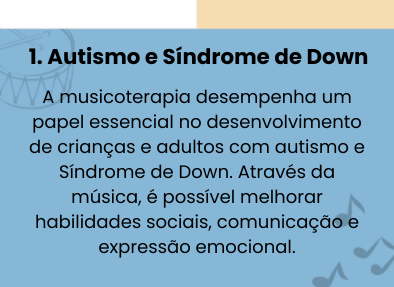 1. Autismo e Síndrome de Down
A musicoterapia desempenha um
papel essencial no desenvolvimento
de crianças e adultos com autismo e
Síndrome de Down. Através da
música, é possível melhorar
habilidades sociais, comunicação e
expressão emocional.